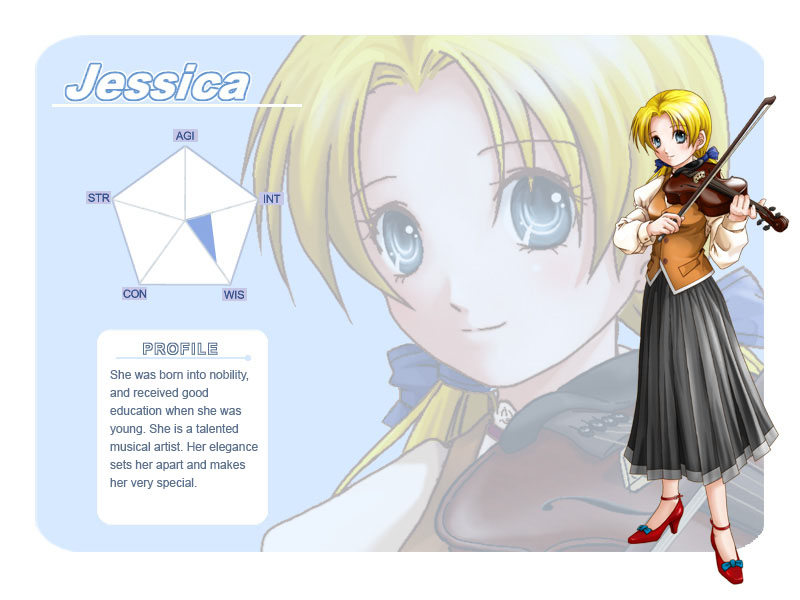 Jessica
AGI
STR
INT
CON
WIS
PROFILE
She was born into nobility,
and received good
education when she was
young. She is a talented
musical artist. Her elegance
sets her apart and makes
her very special.